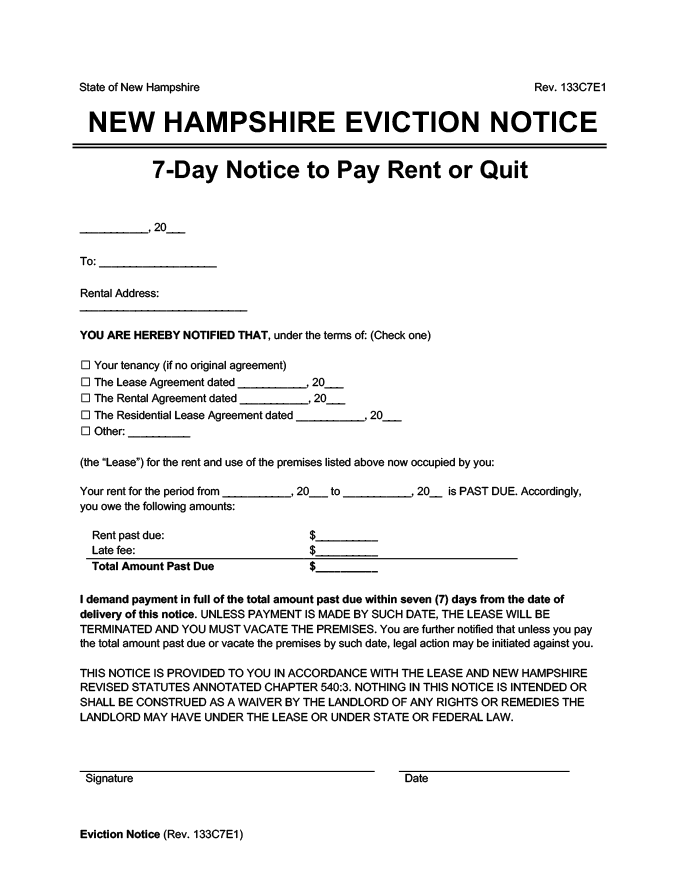 State of New Hampshire Rev. 133C7E1
NEW HAMPSHIRE EVICTION NOTICE
7-Day Notice to Pay Rent or Quit
___________, 20___
To: ___________________
Rental Address:
___________________________
YOU ARE HEREBY NOTIFIED THAT, under the terms of: (Check one)
☐ Your tenancy (if no original agreement)
☐ The Lease Agreement dated ___________, 20___
☐ The Rental Agreement dated ___________, 20___
☐ The Residential Lease Agreement dated ___________, 20___
☐ Other: __________
(the “Lease”) for the rent and use of the premises listed above now occupied by you:
Your rent for the period from ___________, 20___ to ___________, 20__ is PAST DUE. Accordingly,
you owe the following amounts:
Rent past due: $__________
Late fee: $__________
Total Amount Past Due $__________
I demand payment in full of the total amount past due within seven (7) days from the date of
delivery of this notice. UNLESS PAYMENT IS MADE BY SUCH DATE, THE LEASE WILL BE
TERMINATED AND YOU MUST VACATE THE PREMISES. You are further notified that unless you pay
the total amount past due or vacate the premises by such date, legal action may be initiated against you.
THIS NOTICE IS PROVIDED TO YOU IN ACCORDANCE WITH THE LEASE AND NEW HAMPSHIRE
REVISED STATUTES ANNOTATED CHAPTER 540:3. NOTHING IN THIS NOTICE IS INTENDED OR
SHALL BE CONSTRUED AS A WAIVER BY THE LANDLORD OF ANY RIGHTS OR REMEDIES THE
LANDLORD MAY HAVE UNDER THE LEASE OR UNDER STATE OR FEDERAL LAW.
Signature Date
Eviction Notice (Rev. 133C7E1)